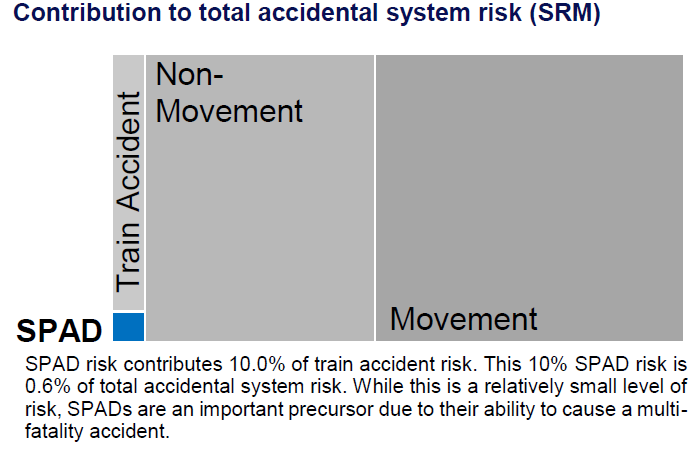 Contribution to total accidental system risk (SRM)
Train Accident
Non-
Movement
Movement
SPAD
SPAD risk contributes 10.0% of train accident risk. This 10% SPAD risk is
0.6% of total accidental system risk. While this is a relatively small level of
risk, SPADs are an important precursor due to their ability to cause a multi-
fatality accident.